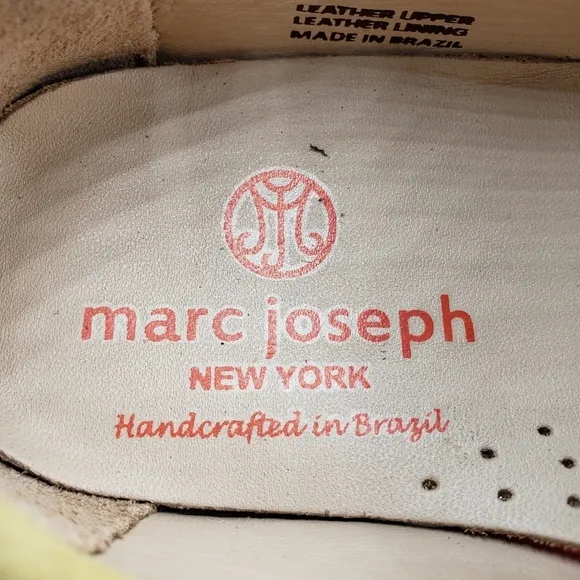 LEATHER UPPER
LEATHER LINING
MADE IN BRAZIL
marc joseph
NEW YORK
Handcrafted in Brazil